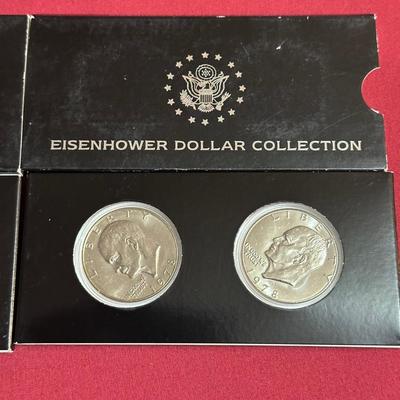 EISENHOWER DOLLAR COLLECTION
LIBERTY
1978
LIBERTY
1978